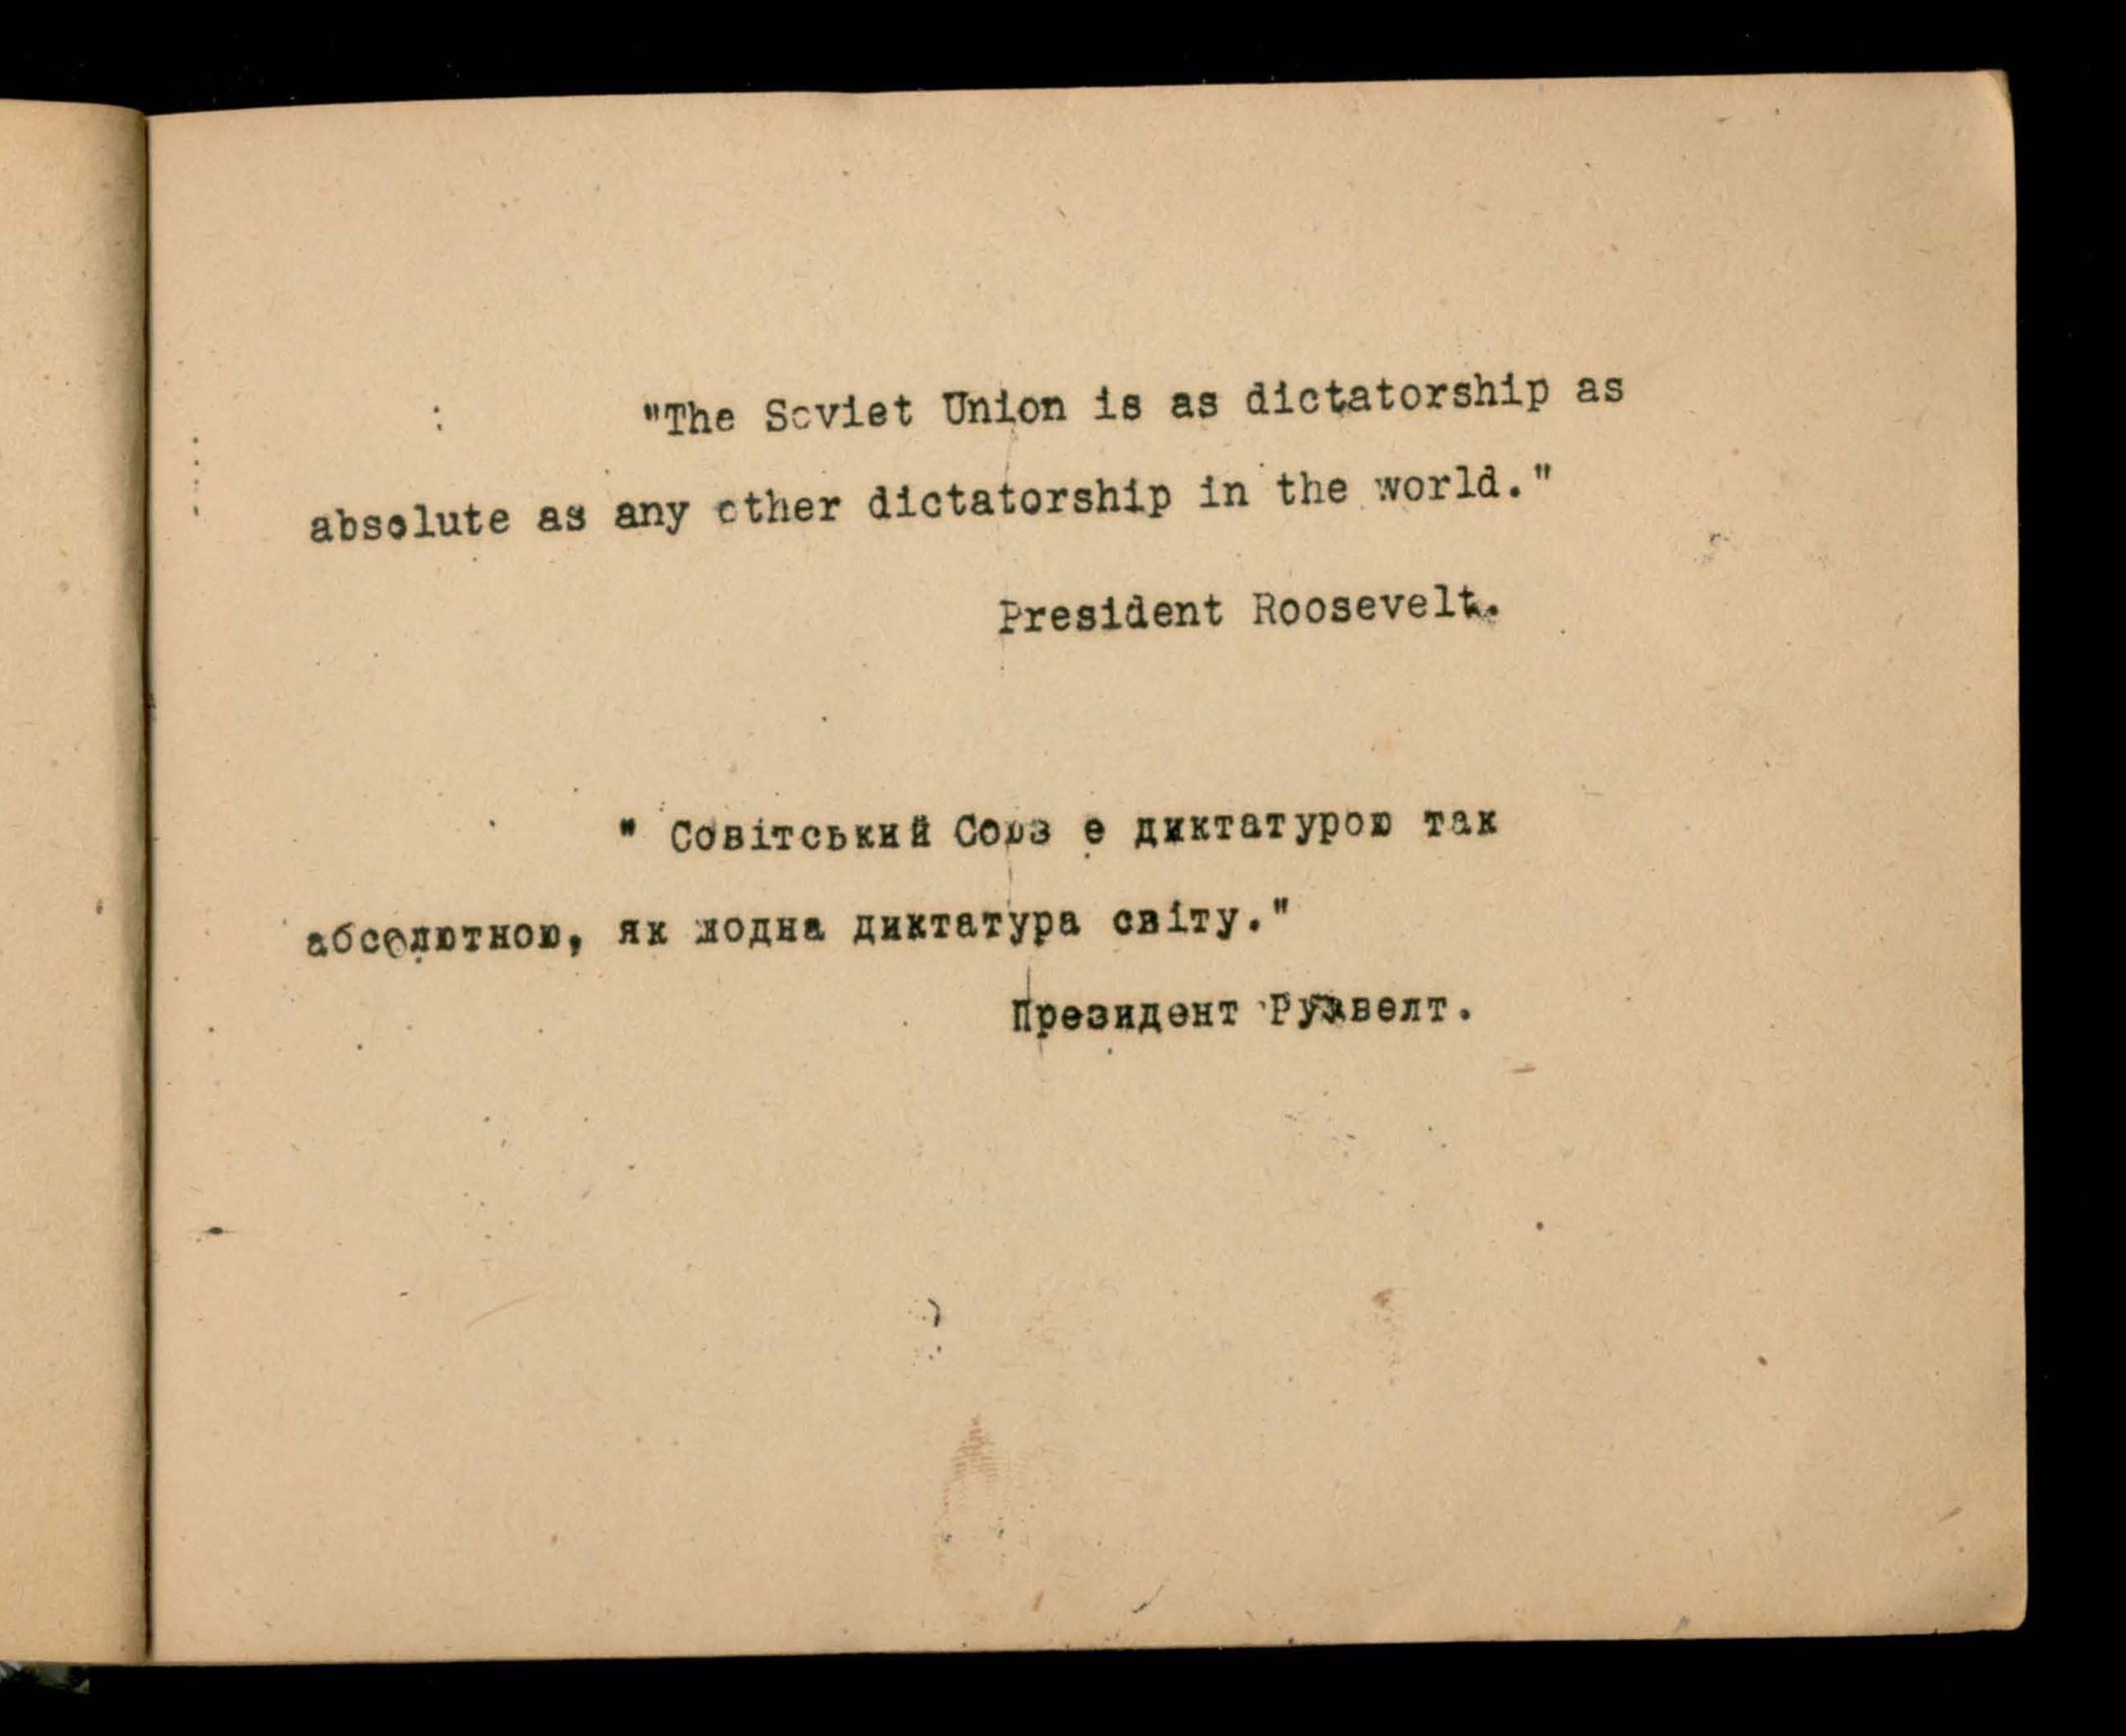 "The Soviet Union is as dictatorship as
absolute as any other dictatorship in the world."
President Roosevelt.
" Совітський Союз е диктатурою так
абсолютною, як жодна диктатура світу."
Президент Рузвелт.